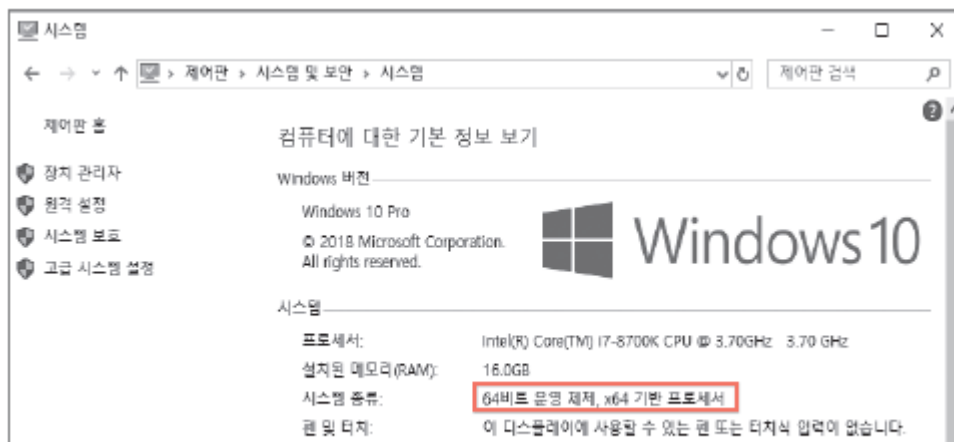 시스템
제어판 > 시스템 및 보안 > 시스템
제어판 검색
제어판 홈
장치 관리자
원격 설정
시스템 보호
고급 시스템 설정
컴퓨터에 대한 기본 정보 보기
Windows 버전
Windows 10 Pro
© 2018 Microsoft Corporation.
All rights reserved.
Windows 10
시스템
프로세서: Intel(R) Core(TM) i7-8700K CPU @ 3.70GHz 3.70 GHz
설치된 메모리(RAM): 16.0GB
시스템 종류: 64비트 운영 체제, x64 기반 프로세서
펜 및 터치: 이 디스플레이에 사용할 수 있는 펜 또는 터치식 입력이 없습니다.